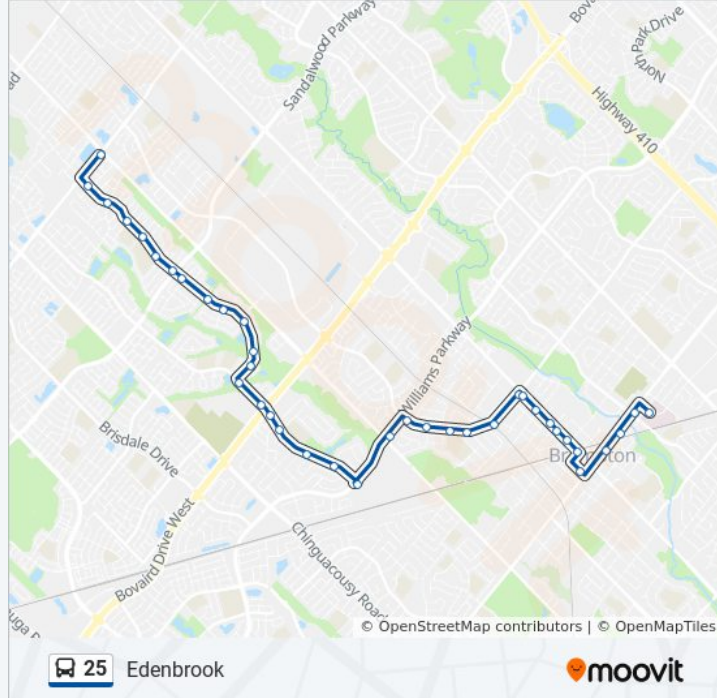 Sandalwood Parkway
Park Drive
North
Highway 410
Williams Parkway
Brisdale Drive
Bovaird Drive West
Chinguacousy Road
© OpenStreetMap contributors | © OpenMapTiles
25 Edenbrook
moovit